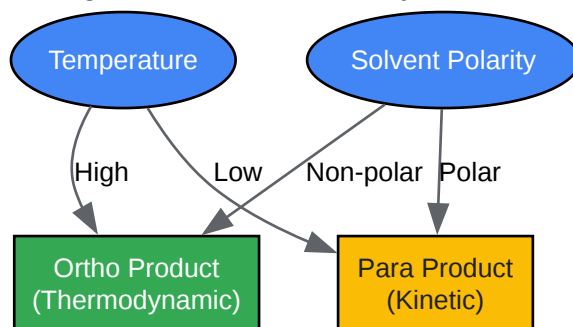 Temperature
Solvent Polarity
High
Low
Non-polar
Polar
Ortho Product
(Thermodynamic)
Para Product
(Kinetic)